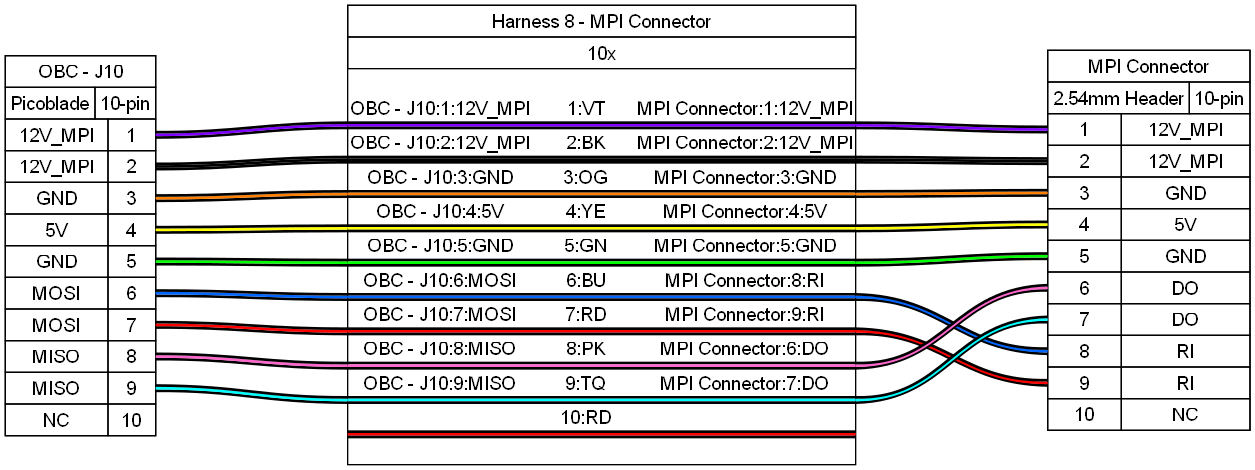 Harness 8 - MPI Connector
10x
OBC - J10
Picoblade 10-pin
12V_MPI 1
12V_MPI 2
GND 3
5V 4
GND 5
MOSI 6
MOSI 7
MISO 8
MISO 9
NC 10
OBC - J10:1:12V_MPI 1:VT MPI Connector:1:12V_MPI
OBC - J10:2:12V_MPI 2:BK MPI Connector:2:12V_MPI
OBC - J10:3:GND 3:OG MPI Connector:3:GND
OBC - J10:4:5V 4:YE MPI Connector:4:5V
OBC - J10:5:GND 5:GN MPI Connector:5:GND
OBC - J10:6:MOSI 6:BU MPI Connector:8:RI
OBC - J10:7:MOSI 7:RD MPI Connector:9:RI
OBC - J10:8:MISO 8:PK MPI Connector:6:DO
OBC - J10:9:MISO 9:TQ MPI Connector:7:DO
10:RD
MPI Connector
2.54mm Header 10-pin
1 12V_MPI
2 12V_MPI
3 GND
4 5V
5 GND
6 DO
7 DO
8 RI
9 RI
10 NC